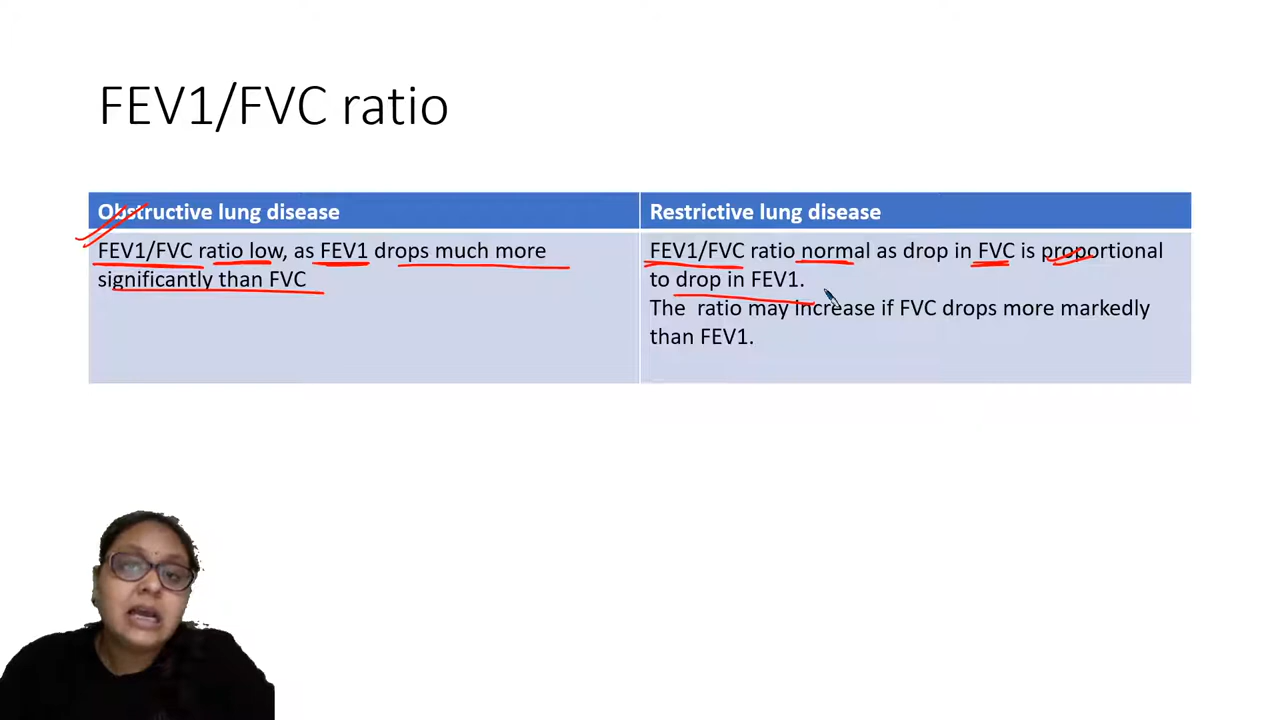 FEV1/FVC ratio
Obstructive lung disease
FEV1/FVC ratio low, as FEV1 drops much more
significantly than FVC
Restrictive lung disease
FEV1/FVC ratio normal as drop in FVC is proportional
to drop in FEV1.
The ratio may increase if FVC drops more markedly
than FEV1.